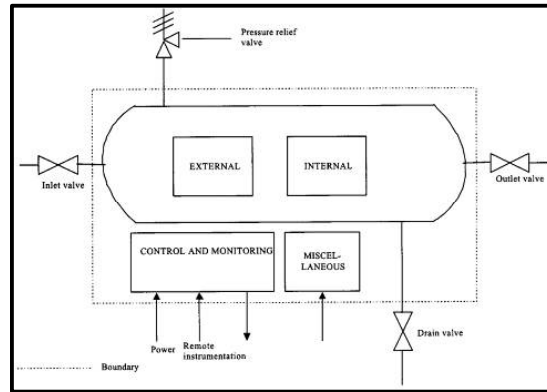 Pressure relief
valve
EXTERNAL
INTERNAL
Inlet valve
Outlet valve
CONTROL AND MONITORING
MISCEL-
LANEOUS
Power
Remote
instrumentation
Drain valve
Boundary